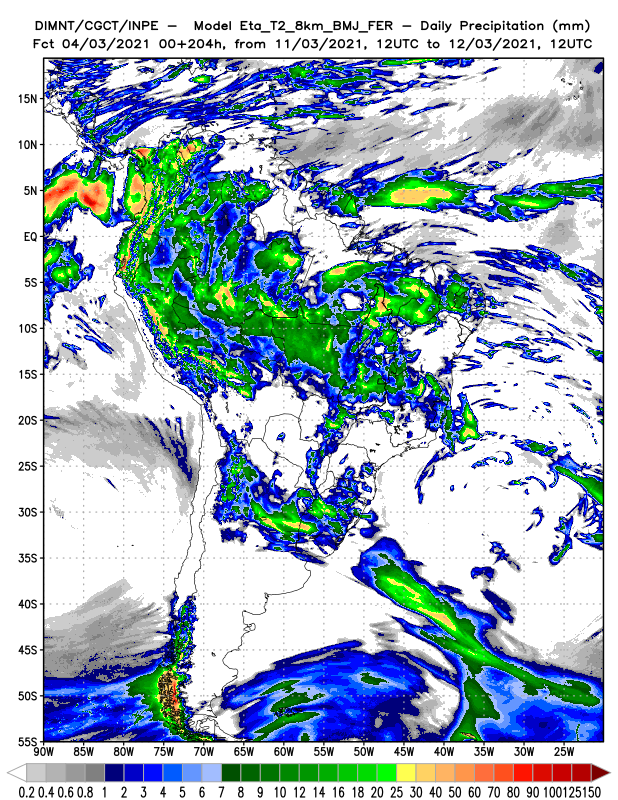 DIMNT/CGCT/INPE – Model Eta_T2_8km_BMJ_FER – Daily Precipitation (mm)
Fct 04/03/2021 00+204h, from 11/03/2021, 12UTC to 12/03/2021, 12UTC
15N
10N
5N
EQ
5S
10S
15S
20S
25S
30S
35S
40S
45S
50S
55S
90W 85W 80W 75W 70W 65W 60W 55W 50W 45W 40W 35W 30W 25W
0.2 0.4 0.6 0.8 1 2 3 4 5 6 7 8 9 10 12 14 16 18 20 25 30 40 50 60 70 80 90 100 125 150